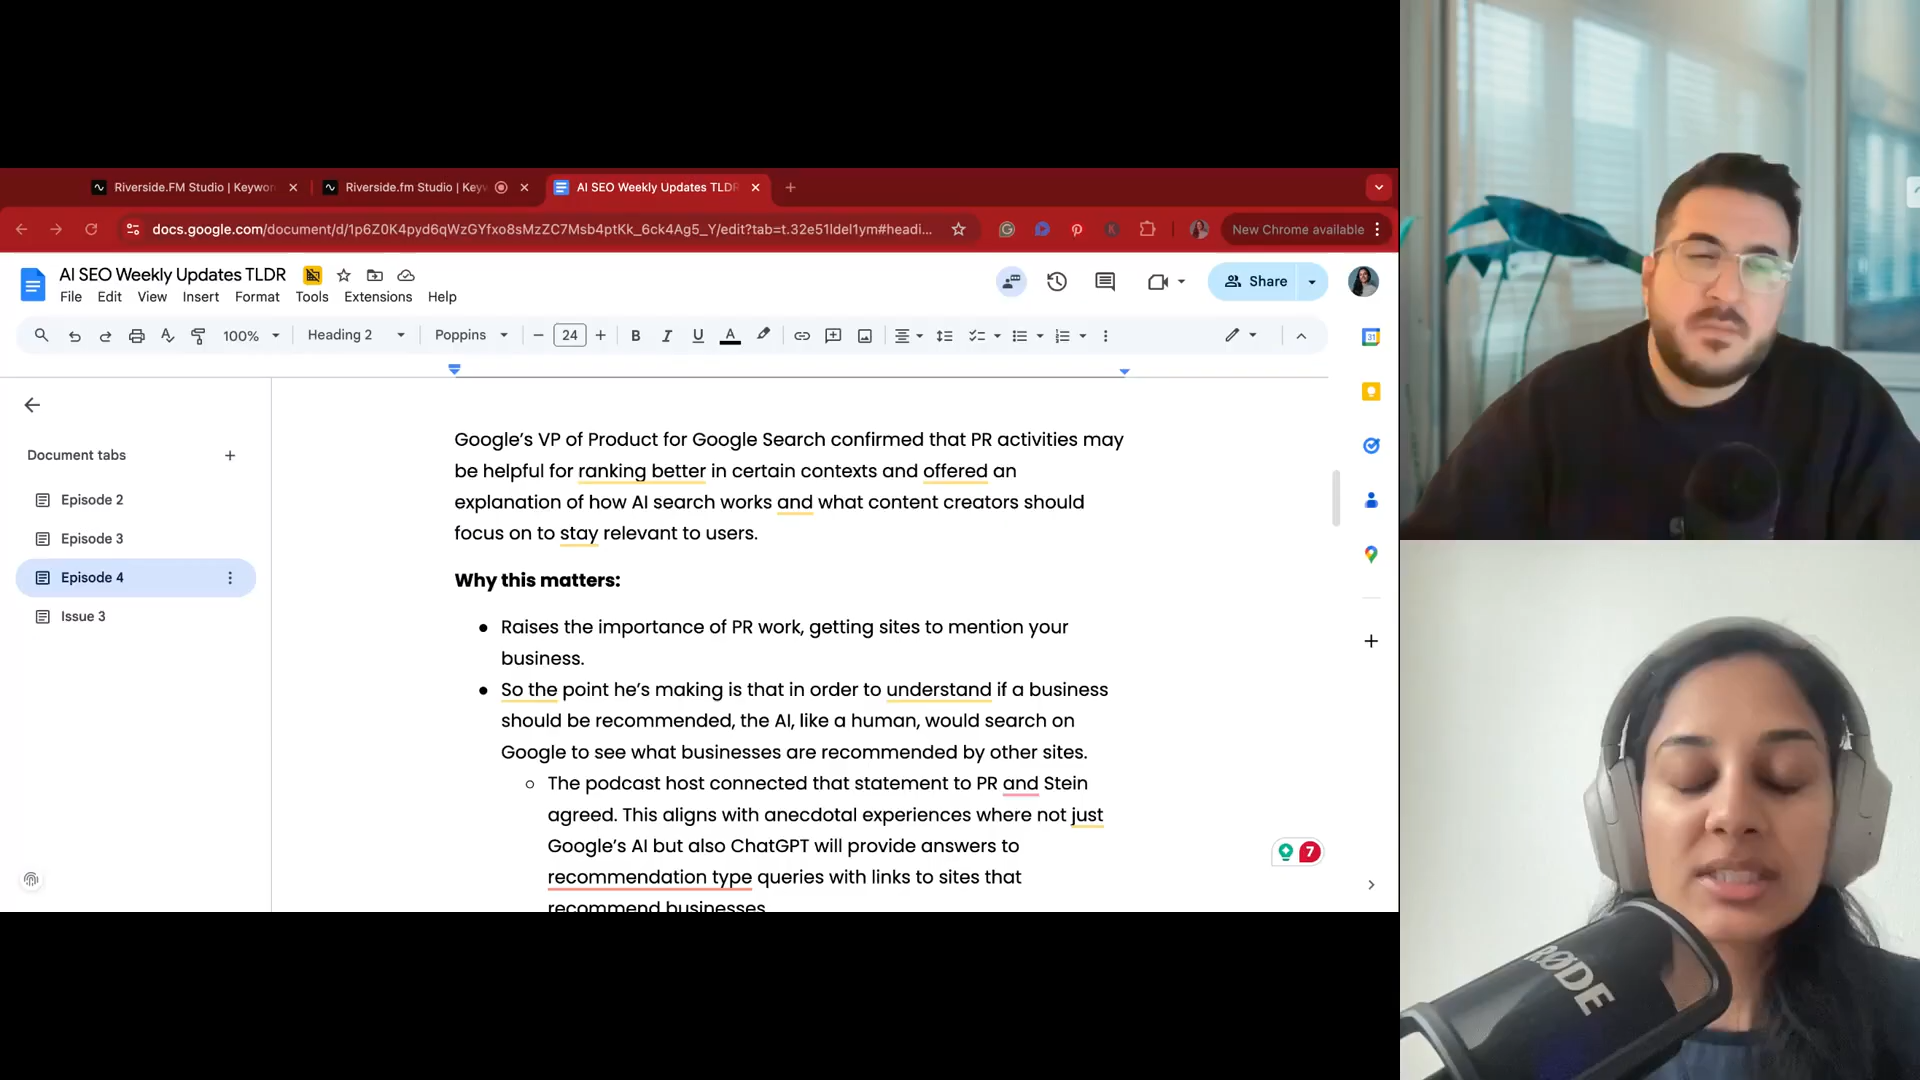 Riverside.FM Studio | Keywor
Riverside.fm Studio | Keyw
AI SEO Weekly Updates TLDR
docs.google.com/document/d/1p6Z0K4pyd6qWzGYfxo8sMzZC7Msb4ptKk_6ck4Ag5_Y/edit?tab=t.32e51ldel1ym#headi...
New Chrome available
AI SEO Weekly Updates TLDR
File Edit View Insert Format Tools Extensions Help
Share
100% Heading 2 Poppins 24 B I U A
31
Document tabs
Episode 2
Episode 3
Episode 4
Issue 3
Google's VP of Product for Google Search confirmed that PR activities may
be helpful for ranking better in certain contexts and offered an
explanation of how AI search works and what content creators should
focus on to stay relevant to users.
Why this matters:
● Raises the importance of PR work, getting sites to mention your
business.
● So the point he's making is that in order to understand if a business
should be recommended, the AI, like a human, would search on
Google to see what businesses are recommended by other sites.
○ The podcast host connected that statement to PR and Stein
agreed. This aligns with anecdotal experiences where not just
Google's AI but also ChatGPT will provide answers to
recommendation type queries with links to sites that
recommend businesses.
7
RØDE